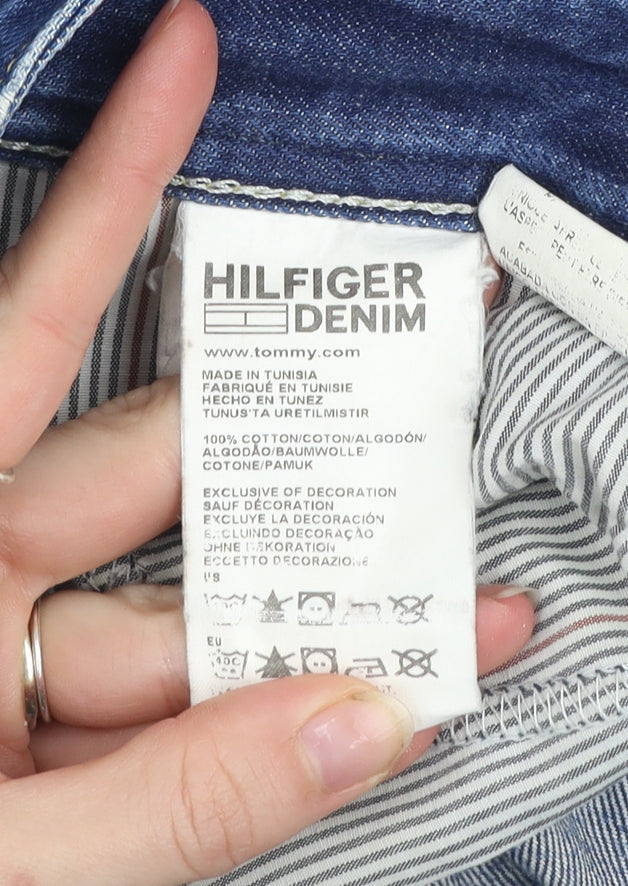 HILFIGER
DENIM
www.tommy.com
MADE IN TUNISIA
FABRIQUÉ EN TUNISIE
HECHO EN TUNEZ
TUNUS'TA URETILMISTIR
100% COTTON/COTON/ALGODÓN/
ALGODÃO/BAUMWOLLE/
COTONE/PAMUK
EXCLUSIVE OF DECORATION
SAUF DÉCORATION
EXCLUYE LA DECORACIÓN
EXCLUINDO DECORAÇÃO
OHNE DEKORATION
ECCETTO DECORAZIONE
US
EU
40C